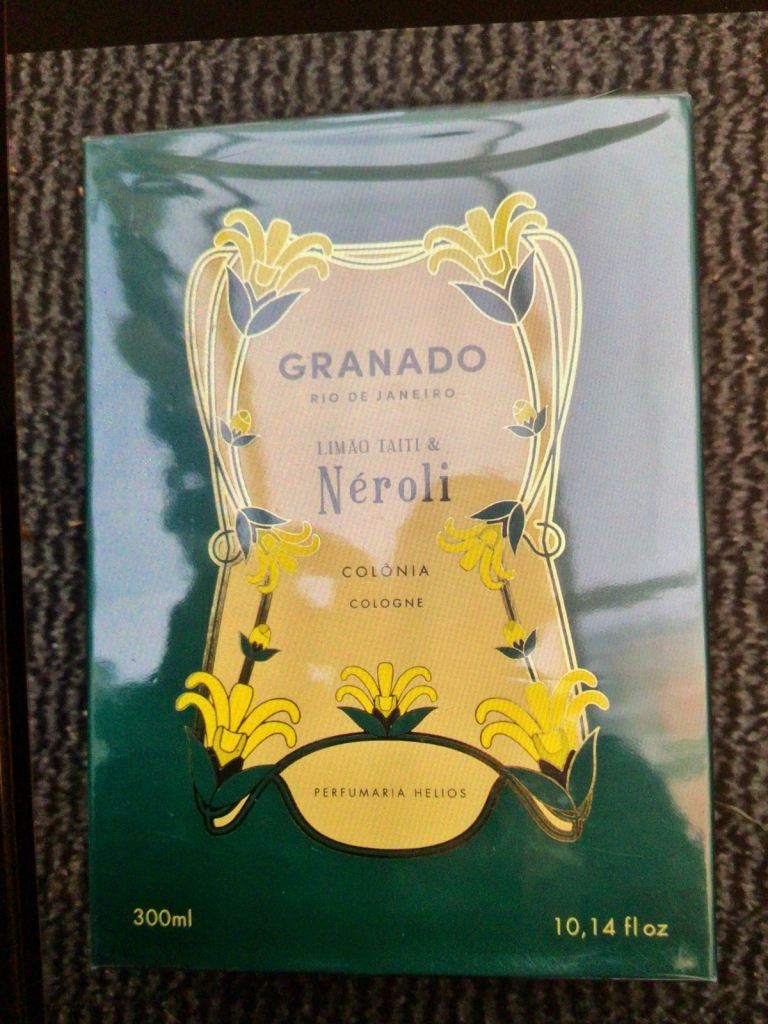 GRANADO
RIO DE JANEIRO
LIMÃO TAITI &
Néroli
COLÔNIA
COLOGNE
PERFUMARIA HELIOS
300ml
10,14 fl oz